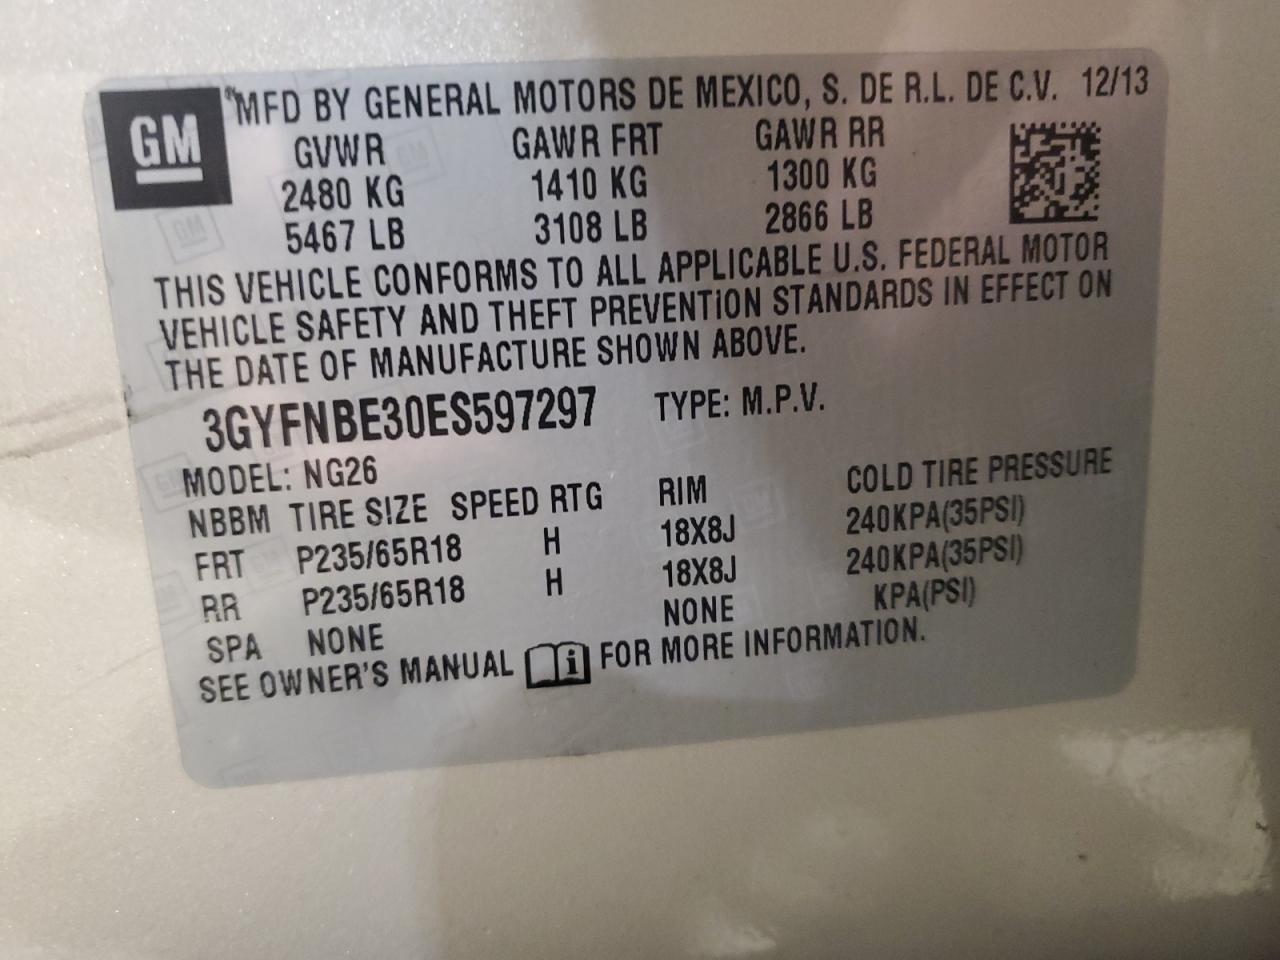 GM
®MFD BY GENERAL MOTORS DE MEXICO, S. DE R.L. DE C.V. 12/13
GVWR GAWR FRT GAWR RR
2480 KG 1410 KG 1300 KG
5467 LB 3108 LB 2866 LB
THIS VEHICLE CONFORMS TO ALL APPLICABLE U.S. FEDERAL MOTOR
VEHICLE SAFETY AND THEFT PREVENTION STANDARDS IN EFFECT ON
THE DATE OF MANUFACTURE SHOWN ABOVE.
3GYFNBE30ES597297 TYPE: M.P.V.
MODEL: NG26
NBBM TIRE SIZE SPEED RTG RIM COLD TIRE PRESSURE
FRT P235/65R18 H 18X8J 240KPA(35PSI)
RR P235/65R18 H 18X8J 240KPA(35PSI)
SPA NONE NONE KPA(PSI)
SEE OWNER'S MANUAL i FOR MORE INFORMATION.